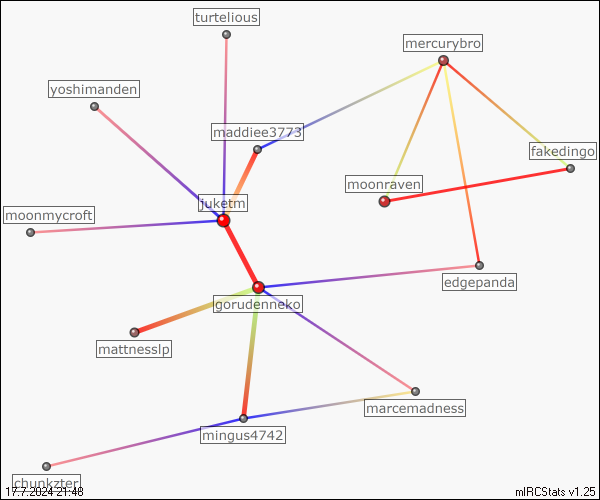 turtelious
mercurybro
yoshimanden
maddiee3773
fakedingo
moonraven
juketm
moonmycroft
edgepanda
gorudenneko
mattnesslp
marcemadness
mingus4742
chunkzter
17.7.2024 21:48
mIRCStats v1.25